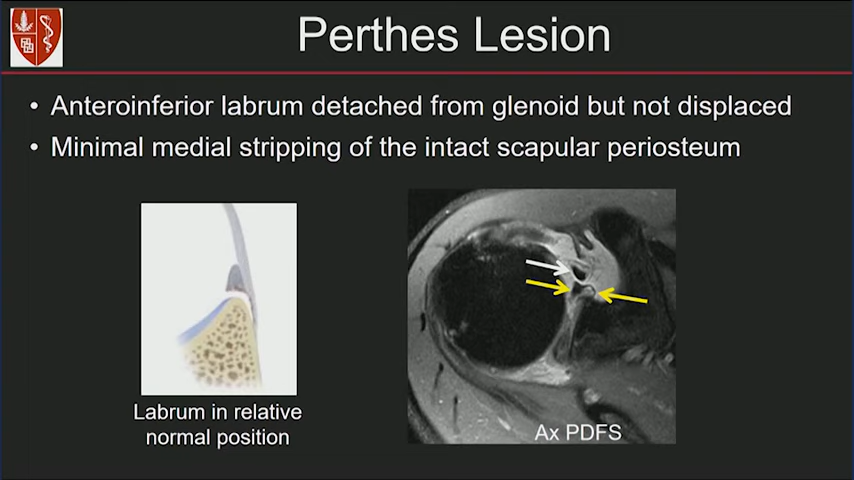 Perthes Lesion
• Anteroinferior labrum detached from glenoid but not displaced
• Minimal medial stripping of the intact scapular periosteum
Labrum in relative
normal position
Ax PDFS